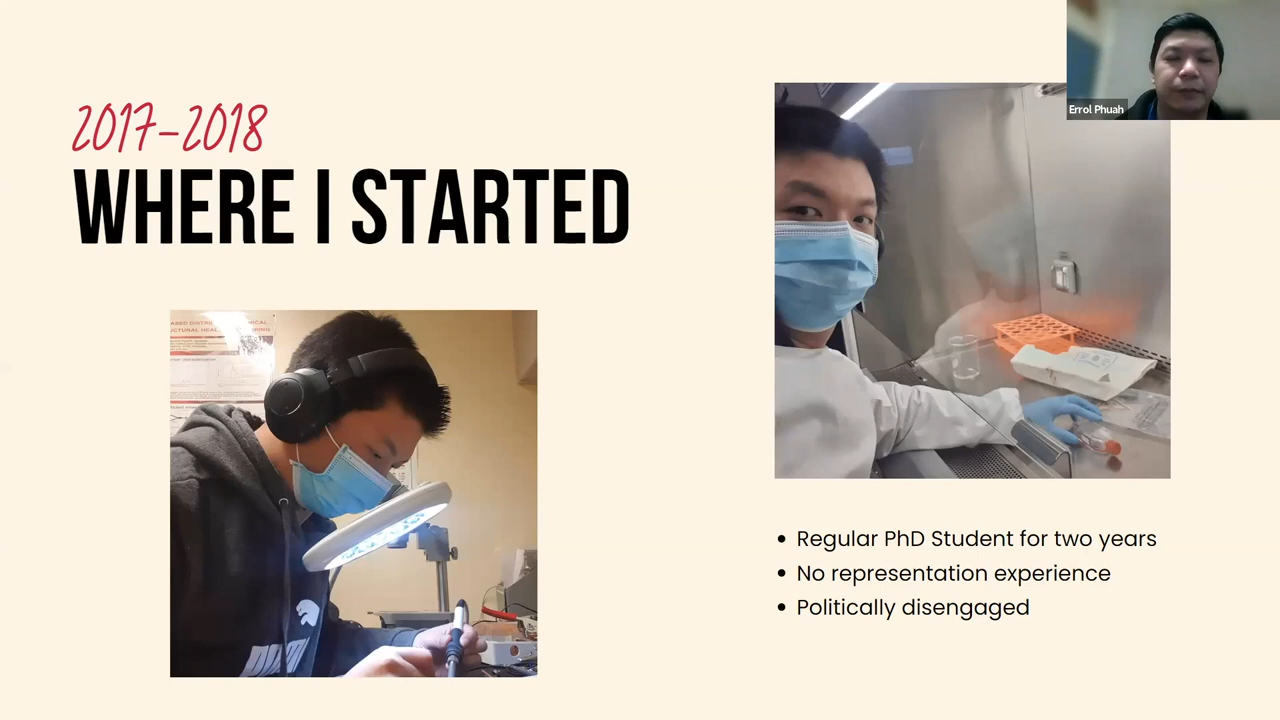 2017-2018
WHERE I STARTED
Errol Phuah
Regular PhD Student for two years
No representation experience
Politically disengaged